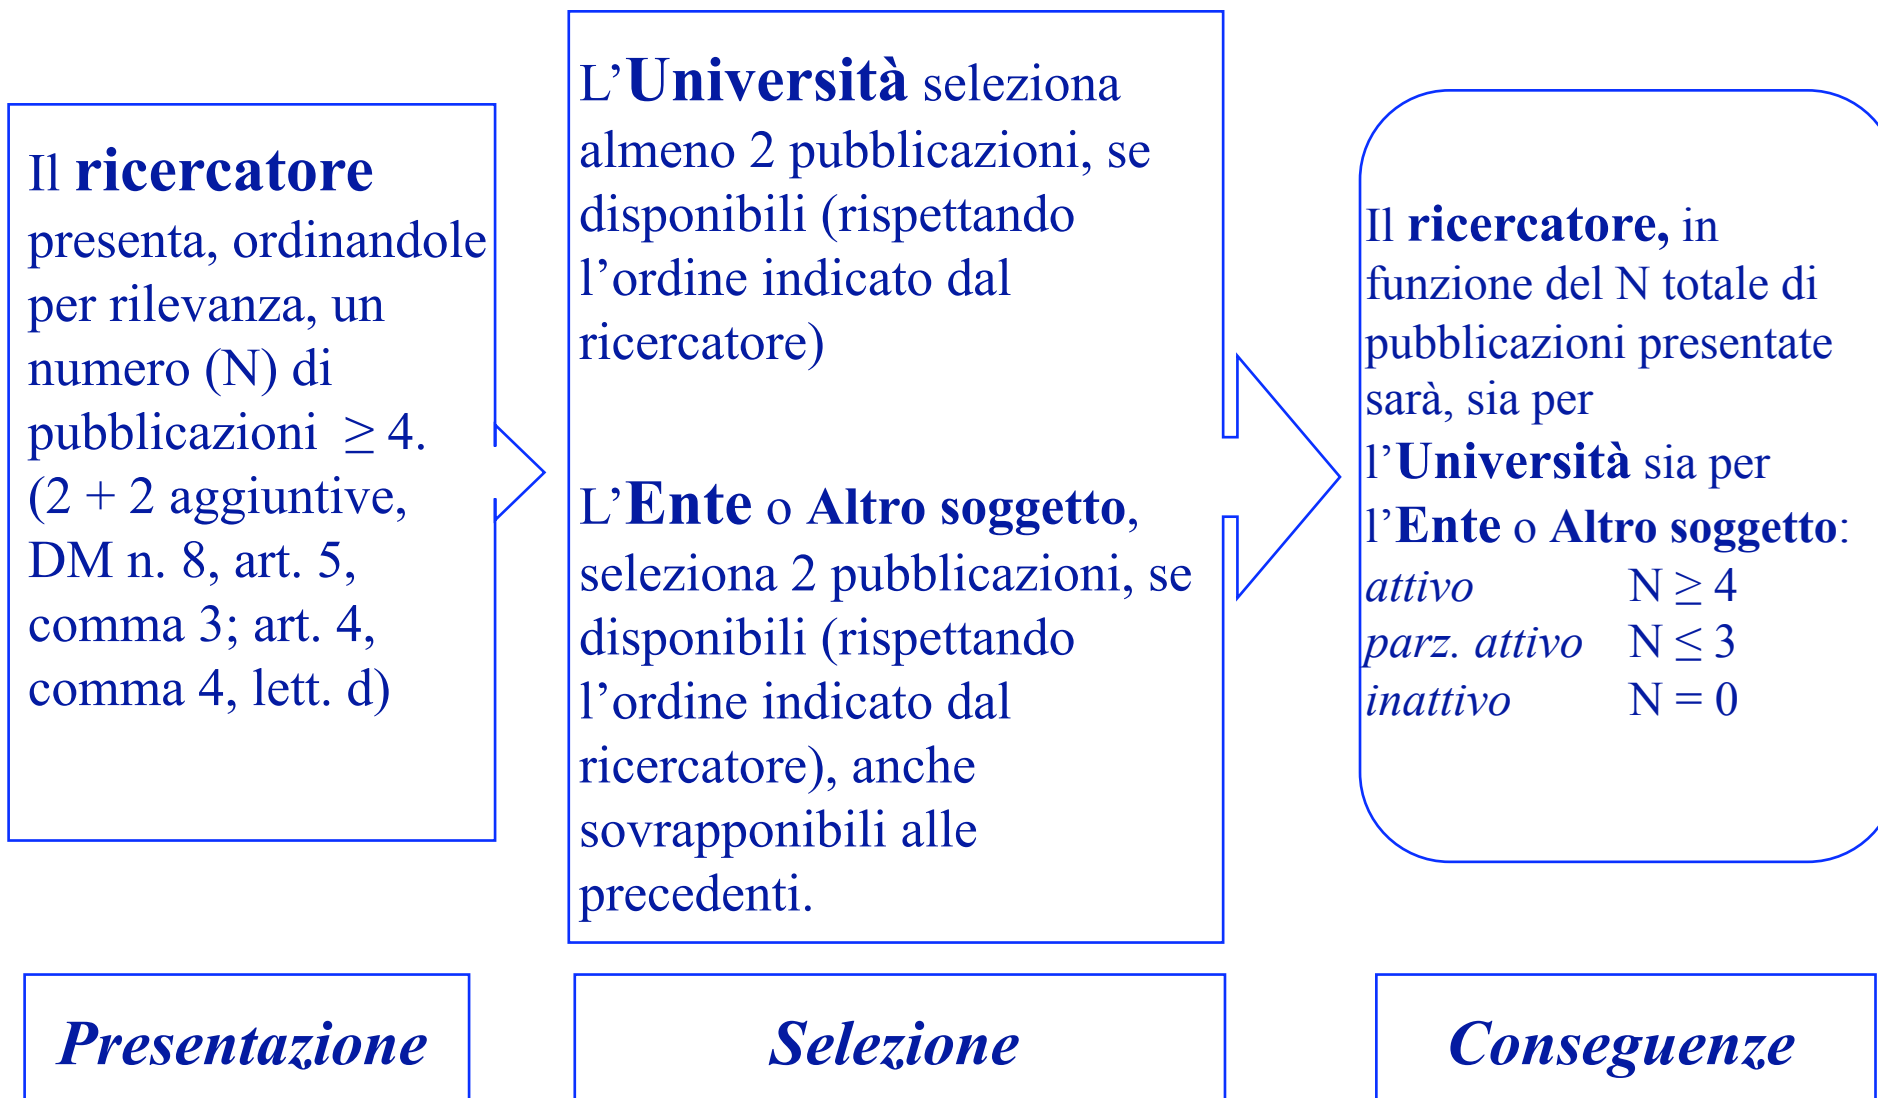 Il ricercatore
presenta, ordinandole
per rilevanza, un
numero (N) di
pubblicazioni ≥ 4.
(2 + 2 aggiuntive,
DM n. 8, art. 5,
comma 3; art. 4,
comma 4, lett. d)
L’Università seleziona
almeno 2 pubblicazioni, se
disponibili (rispettando
l’ordine indicato dal
ricercatore)
L’Ente o Altro soggetto,
seleziona 2 pubblicazioni, se
disponibili (rispettando
l’ordine indicato dal
ricercatore), anche
sovrapponibili alle
precedenti.
Il ricercatore, in
funzione del N totale di
pubblicazioni presentate
sarà, sia per
l’Università sia per
l’Ente o Altro soggetto:
attivo N ≥ 4
parz. attivo N ≤ 3
inattivo N = 0
Presentazione
Selezione
Conseguenze